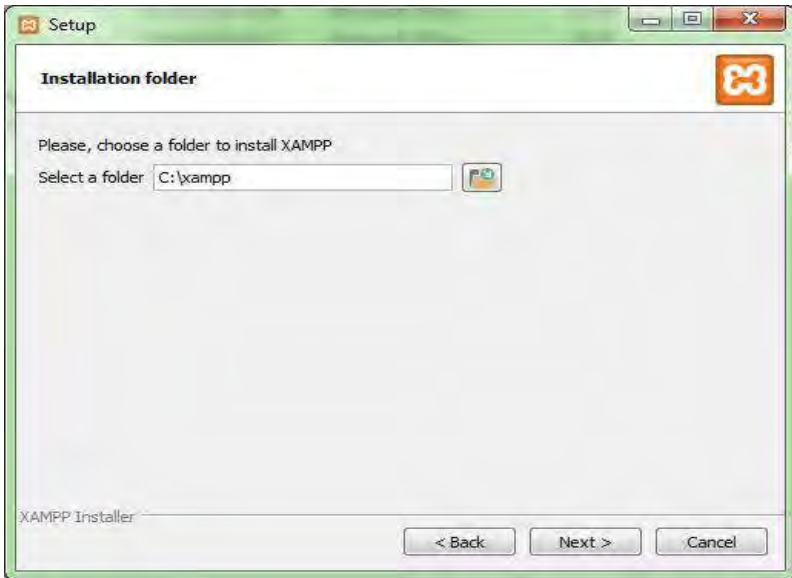 Setup
Installation folder
Please, choose a folder to install XAMPP
Select a folder C:\xampp
XAMPP Installer
< Back Next > Cancel